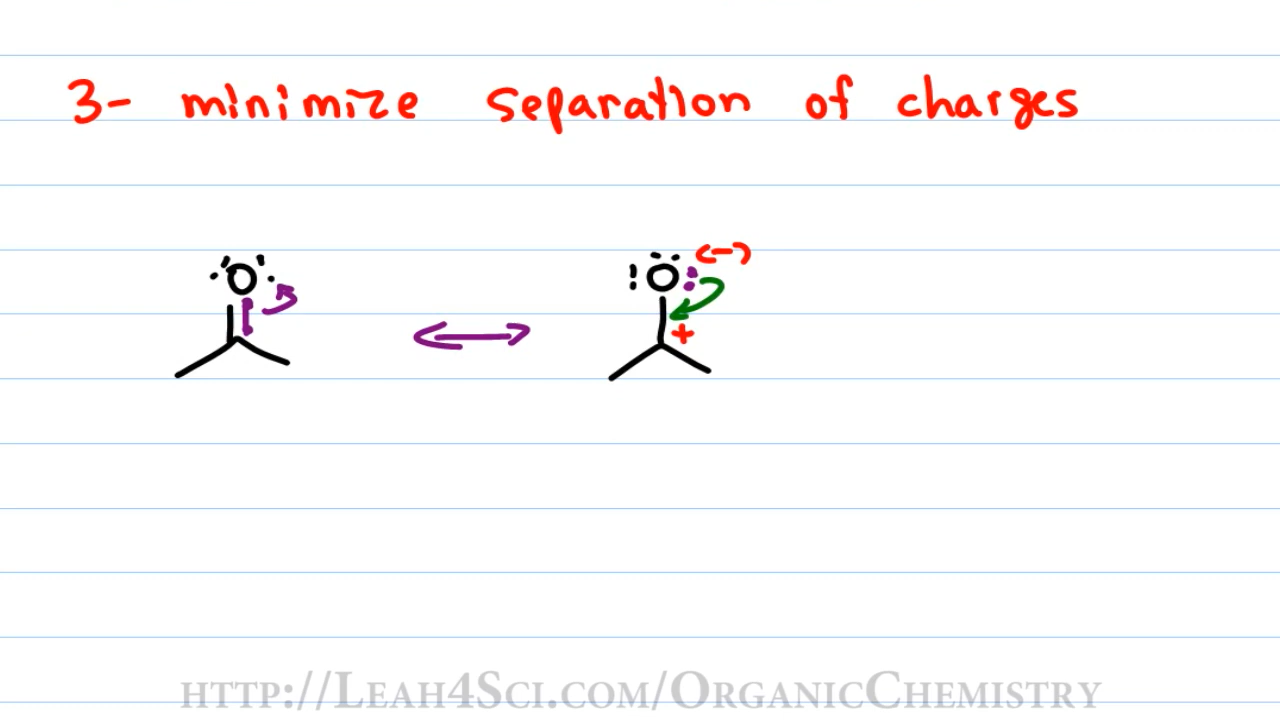 3- minimize separation of charges
O O (-)
+
HTTP://LEAH4SCI.COM/ORGANICCHEMISTRY